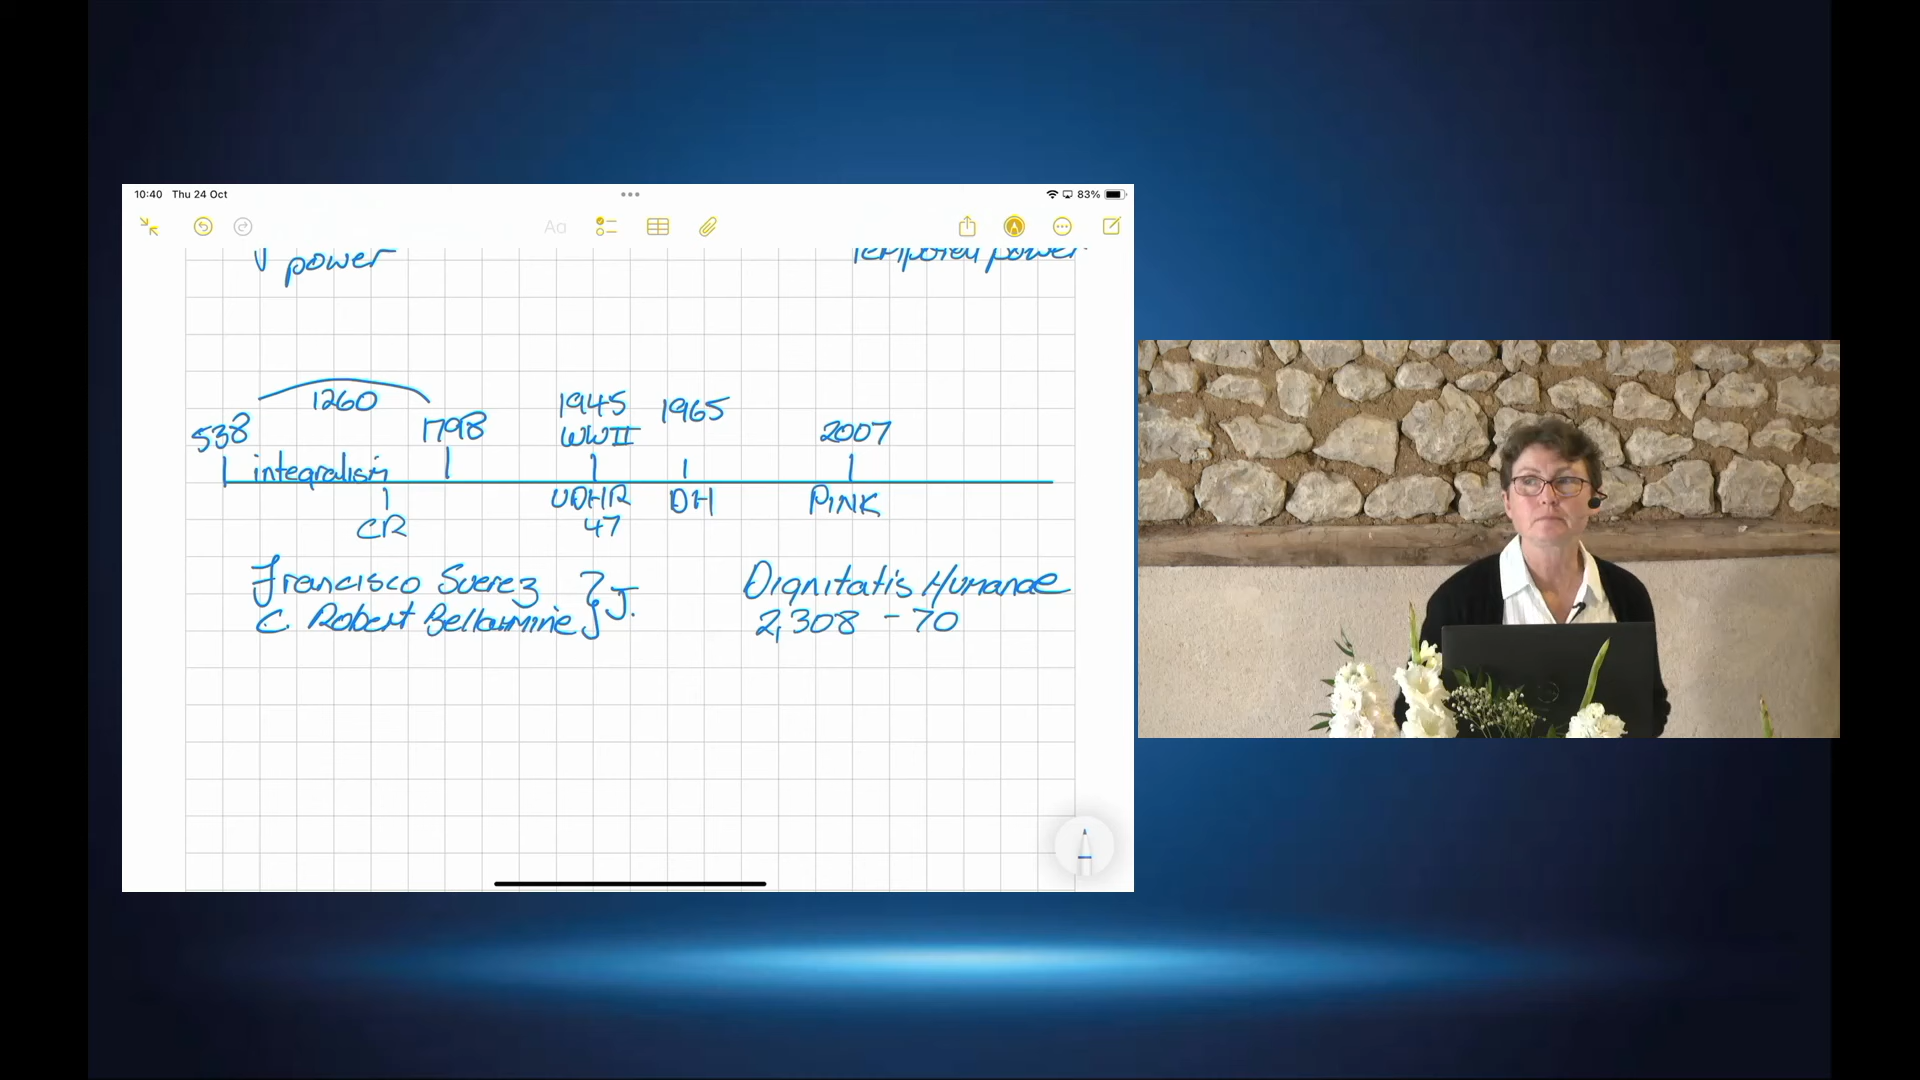 10:40 Thu 24 Oct
83%
Aa
power
Temporal power
1260
538
1798
1945
WWII
1965
2007
integralism
CR
UDHR
47
DH
PINK
Francisco Suerez
C. Robert Bellarmine } J.
Dignitatis Humanae
2,308 - 70